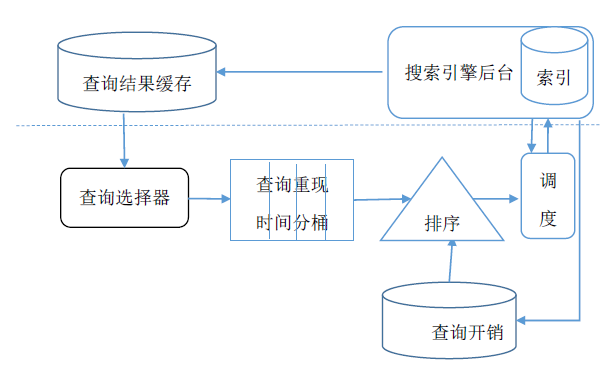 查询结果缓存
搜索引擎后台
索引
查询选择器
查询重现
时间分桶
排序
调
度
查询开销